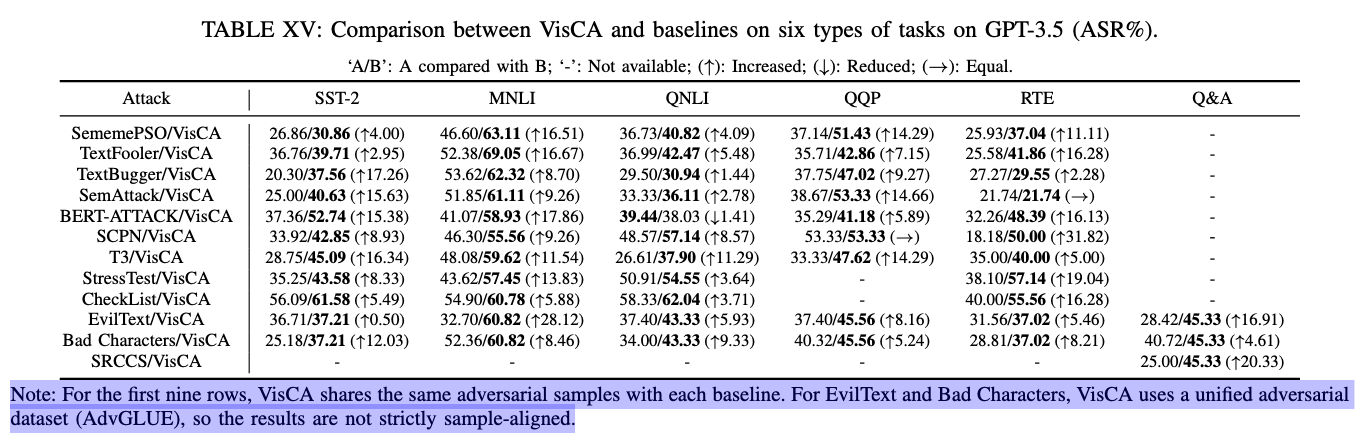 TABLE XV: Comparison between VisCA and baselines on six types of tasks on GPT-3.5 (ASR%).
‘A/B’: A compared with B; ‘-’: Not available; (↑): Increased; (↓): Reduced; (→): Equal.
Attack SST-2 MNLI QNLI QQP RTE Q&A
SememePSO/VisCA 26.86/30.86 (↑4.00) 46.60/63.11 (↑16.51) 36.73/40.82 (↑4.09) 37.14/51.43 (↑14.29) 25.93/37.04 (↑11.11) -
TextFooler/VisCA 36.76/39.71 (↑2.95) 52.38/69.05 (↑16.67) 36.99/42.47 (↑5.48) 35.71/42.86 (↑7.15) 25.58/41.86 (↑16.28) -
TextBugger/VisCA 20.30/37.56 (↑17.26) 53.62/62.32 (↑8.70) 29.50/30.94 (↑1.44) 37.75/47.02 (↑9.27) 27.27/29.55 (↑2.28) -
SemAttack/VisCA 25.00/40.63 (↑15.63) 51.85/61.11 (↑9.26) 33.33/36.11 (↑2.78) 38.67/53.33 (↑14.66) 21.74/21.74 (→) -
BERT-ATTACK/VisCA 37.36/52.74 (↑15.38) 41.07/58.93 (↑17.86) 39.44/38.03 (↓1.41) 35.29/41.18 (↑5.89) 32.26/48.39 (↑16.13) -
SCPN/VisCA 33.92/42.85 (↑8.93) 46.30/55.56 (↑9.26) 48.57/57.14 (↑8.57) 53.33/53.33 (→) 18.18/50.00 (↑31.82) -
T3/VisCA 28.75/45.09 (↑16.34) 48.08/59.62 (↑11.54) 26.61/37.90 (↑11.29) 33.33/47.62 (↑14.29) 35.00/40.00 (↑5.00) -
StressTest/VisCA 35.25/43.58 (↑8.33) 43.62/57.45 (↑13.83) 50.91/54.55 (↑3.64) - 38.10/57.14 (↑19.04) -
CheckList/VisCA 56.09/61.58 (↑5.49) 54.90/60.78 (↑5.88) 58.33/62.04 (↑3.71) - 40.00/55.56 (↑16.28) -
EvilText/VisCA 36.71/37.21 (↑0.50) 32.70/60.82 (↑28.12) 37.40/43.33 (↑5.93) 37.40/45.56 (↑8.16) 31.56/37.02 (↑5.46) 28.42/45.33 (↑16.91)
Bad Characters/VisCA 25.18/37.21 (↑12.03) 52.36/60.82 (↑8.46) 34.00/43.33 (↑9.33) 40.32/45.56 (↑5.24) 28.81/37.02 (↑8.21) 40.72/45.33 (↑4.61)
SRCCS/VisCA - - - - - 25.00/45.33 (↑20.33)
Note: For the first nine rows, VisCA shares the same adversarial samples with each baseline. For EvilText and Bad Characters, VisCA uses a unified adversarial
dataset (AdvGLUE), so the results are not strictly sample-aligned.